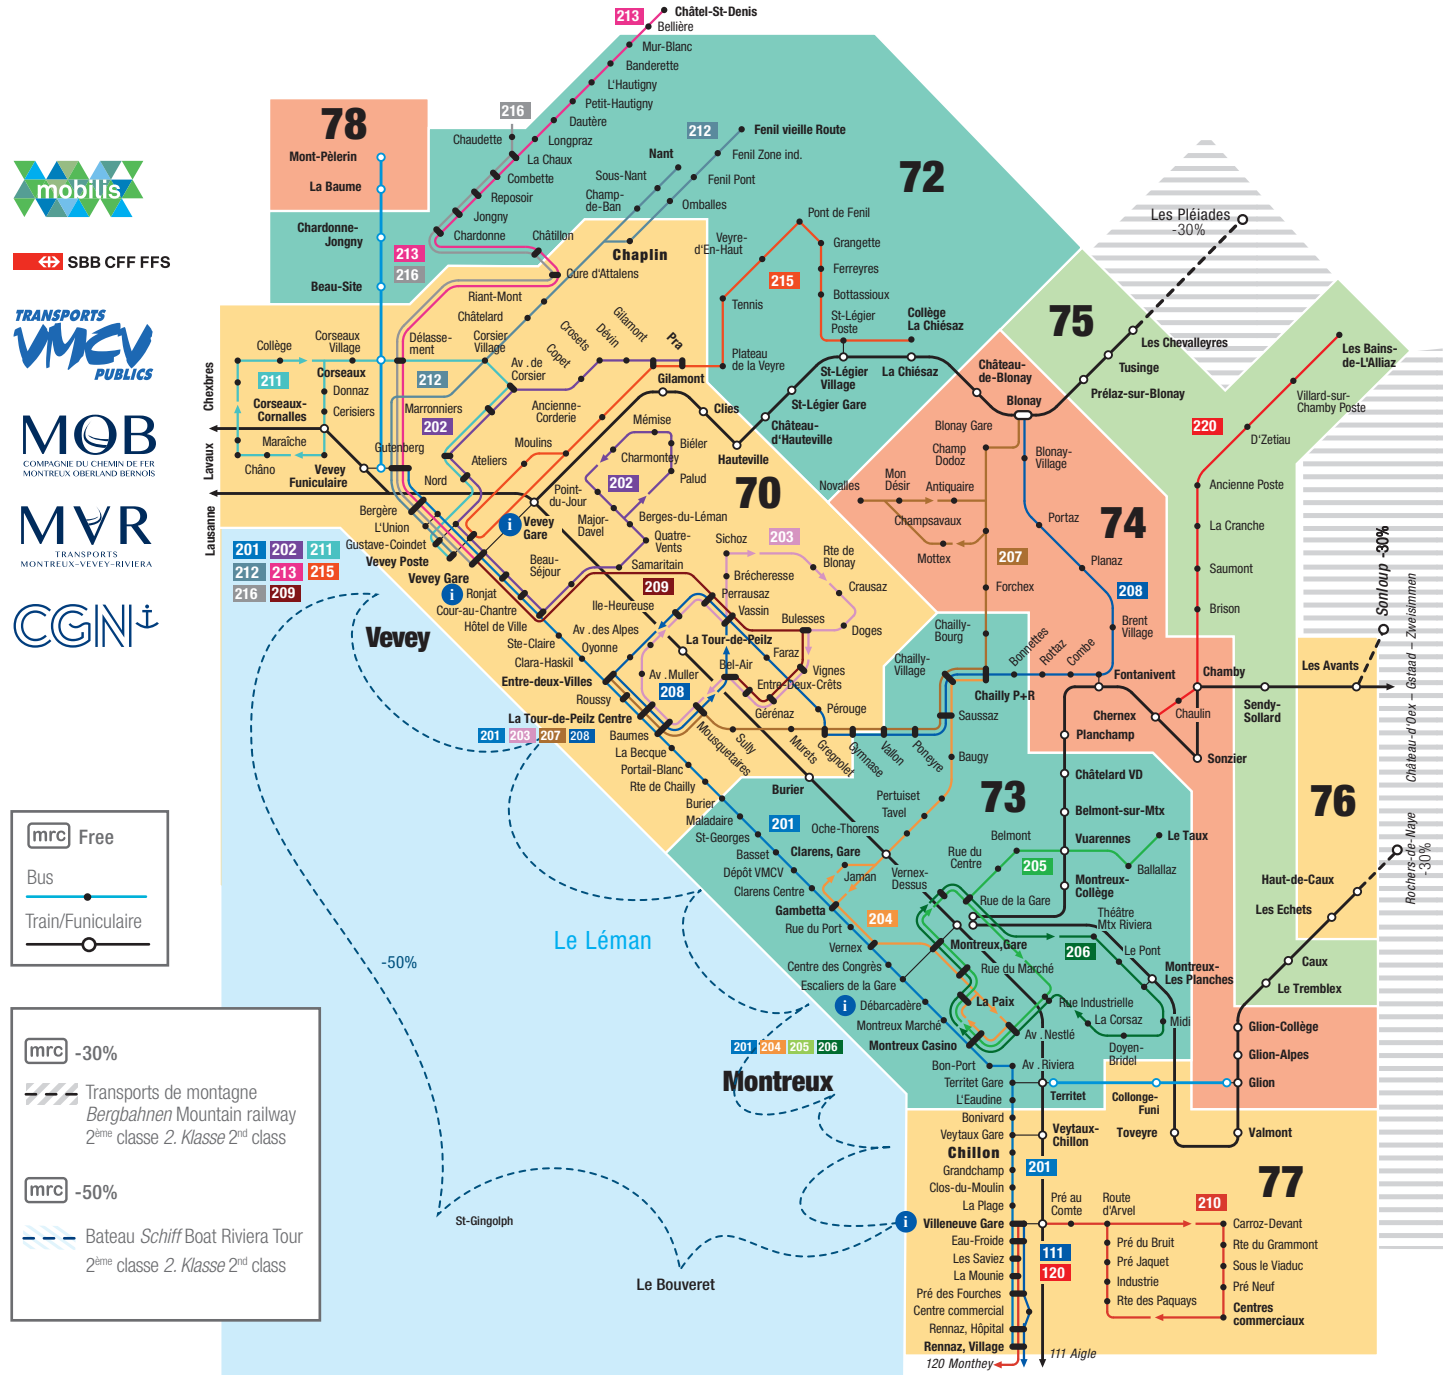 213
Châtel-St-Denis
Bellière
Mur-Blanc
Banderette
L'Hautigny
Petit-Hautigny
Dautère
Longpraz
La Chaux
Combette
Reposoir
Jongny
Chardonne
Châtillon
Cure d'Attalens
216
Chaudette
78
Mont-Pèlerin
La Baume
Chardonne-
Jongny
Beau-Site
213
216
212
Fenil vieille Route
Fenil Zone ind.
Fenil Pont
Omballes
Nant
Sous-Nant
Champ-
de-Ban
Chaplin
72
Pont de Fenil
Veyre-
d'En-Haut
Grangette
Ferreyres
Bottassioux
215
Tennis
St-Légier
Poste
Collège
La Chiésaz
Plateau
de la Veyre
St-Légier
Village
La Chiésaz
St-Légier Gare
Château-
d'Hauteville
Hauteville
Clies
Gilamont
Château-
de-Blonay
Blonay
75
Les Pléiades
-30%
Les Chevalleyres
Tusinge
Prélaz-sur-Blonay
Les Bains-
de-L'Alliaz
Villard-sur-
Chamby Poste
D'Zetiau
220
Ancienne Poste
La Cranche
Saumont
Brison
mobilis
SBB CFF FFS
TRANSPORTS
VMCV
PUBLICS
MOB
COMPAGNIE DU CHEMIN DE FER
MONTREUX OBERLAND BERNOIS
MVR
TRANSPORTS
MONTREUX-VEVEY-RIVIERA
CGN
Riant-Mont
Châtelard
Corsier
Village
Délasse-
ment
Corseaux
Village
Corseaux
Collège
211
Corseaux-
Cornalles
Donnaz
Cerisiers
Maraîche
Châno
Vevey
Funiculaire
Chexbres
Lavaux
Lausanne
212
Marronniers
202
Gutenberg
Nord
Ateliers
Av. de
Corsier
Copet
Crosets
Dévin
Gilamont
Pra
Ancienne-
Corderie
Moulins
Point-
du-Jour
Bergère
L'Union
Gustave-Coindet
Vevey Poste
Vevey Gare
i
Vevey
Gare
i
Ronjat
Cour-au-Chantre
Hôtel de Ville
Ste-Claire
Clara-Haskil
Entre-deux-Villes
Roussy
La Tour-de-Peilz Centre
201 203 207 208
Baumes
La Becque
Portail-Blanc
Rte de Chailly
Burier
Maladaire
St-Georges
Basset
Dépôt VMCV
Clarens Centre
Gambetta
Rue du Port
Vernex
Centre des Congrès
Escaliers de la Gare
i
Débarcadère
Montreux Marché
Montreux Casino
Bon-Port
Territet Gare
L'Eaudine
Bonivard
Veytaux Gare
Chillon
Grandchamp
Clos-du-Moulin
La Plage
i
Villeneuve Gare
Eau-Froide
Les Saviez
La Mounie
Pré des Fourches
Centre commercial
Rennaz, Hôpital
Rennaz, Village
120 Monthey
111 Aigle
201 202 211
212 213 215
216 209
Vevey
70
Mémise
Biéler
Charmontey
Palud
202
Major-
Davel
Berges-du-Léman
Quatre-
Vents
Samaritain
Beau-
Séjour
Sichoz
203
Brécheresse
Rte de
Blonay
Crausaz
Doges
209
Perrausaz
Vassin
Bulesses
Ile-Heureuse
Av. des Alpes
Oyonne
La Tour-de-Peilz
Faraz
Bel-Air
Vignes
Entre-Deux-Crêts
Gérénaz
Av. Muller
208
Mousquetaires
Sully
Murets
Pérouge
Gregnolet
Gymnase
Vallon
Poneyre
Burier
74
Blonay Gare
Champ
Dodoz
Blonay-
Village
Mon
Désir
Antiquaire
Novalles
Champsavaux
Mottex
207
Portaz
Planaz
208
Forchex
Chailly-
Bourg
Chailly-
Village
Chailly P+R
Bonnettes
Rottaz
Combe
Brent
Village
Fontanivent
Saussaz
Baugy
Pertuiset
Tavel
Oche-Thorens
Clarens, Gare
Jaman
Vernex-
Dessus
201
204
73
Chernex
Chaulin
Chamby
Sendy-
Sollard
Les Avants
Sonloup -30%
Sonzier
Planchamp
Châtelard VD
Belmont-sur-Mtx
Vuarennes
Le Taux
Ballallaz
Belmont
205
Rue du
Centre
Montreux-
Collège
Rue de la Gare
Théâtre
Mtx Riviera
206
Le Pont
Montreux-
Les Planches
Montreux, Gare
Rue du Marché
La Paix
Rue Industrielle
La Corsaz
Midi
Doyen-
Bridel
Av. Nestlé
Av. Riviera
201 204 205 206
Montreux
76
Château-d'Oex – Gstaad – Zweisimmen
Rochers-de-Naye
-30%
Haut-de-Caux
Les Echets
Caux
Le Tremblex
Glion-Collège
Glion-Alpes
Glion
Territet
Collonge-
Funi
Toveyre
Valmont
Veytaux-
Chillon
201
77
Pré au
Comte
Route
d'Arvel
210
Carroz-Devant
Rte du Grammont
Sous le Viaduc
Pré Neuf
Centres
commerciaux
Pré du Bruit
Pré Jaquet
Industrie
Rte des Paquays
111
120
Le Léman
-50%
St-Gingolph
Le Bouveret
mrc Free
Bus
Train/Funiculaire
mrc -30%
Transports de montagne
Bergbahnen Mountain railway
2ème classe 2. Klasse 2nd class
mrc -50%
Bateau Schiff Boat Riviera Tour
2ème classe 2. Klasse 2nd class